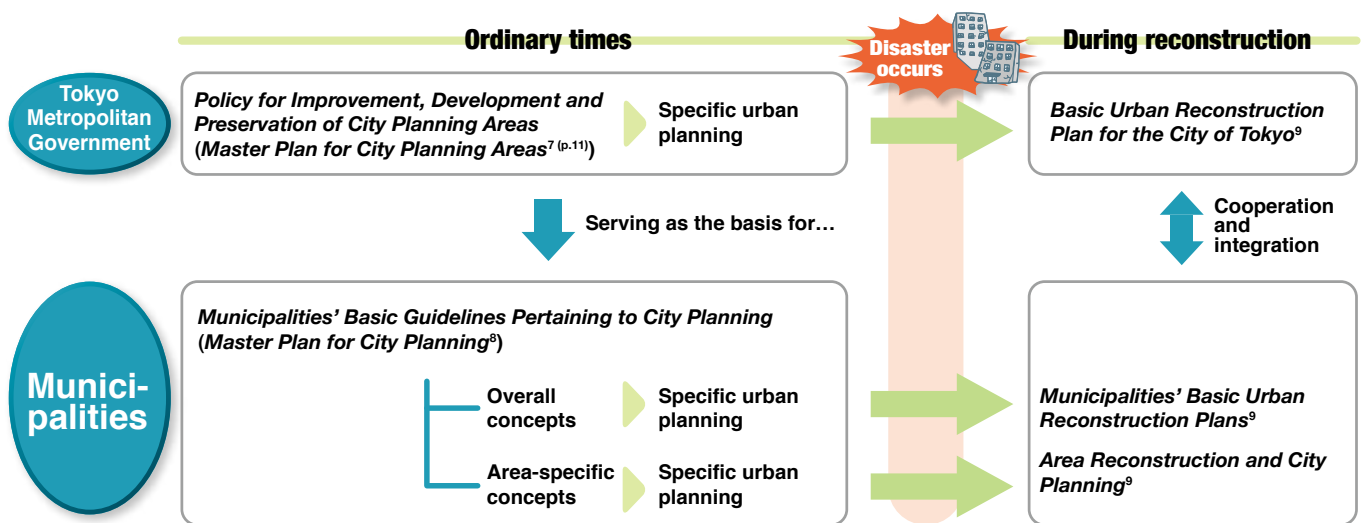 Ordinary times
Disaster
occurs
During reconstruction
Tokyo
Metropolitan
Government
Policy for Improvement, Development and
Preservation of City Planning Areas
(Master Plan for City Planning Areas7 (p.11))
Specific urban
planning
Basic Urban Reconstruction
Plan for the City of Tokyo9
Serving as the basis for…
Cooperation
and
integration
Munici-
palities
Municipalities’ Basic Guidelines Pertaining to City Planning
(Master Plan for City Planning8)
Overall
concepts
Specific urban
planning
Municipalities’ Basic Urban
Reconstruction Plans9
Area-specific
concepts
Specific urban
planning
Area Reconstruction and City
Planning9